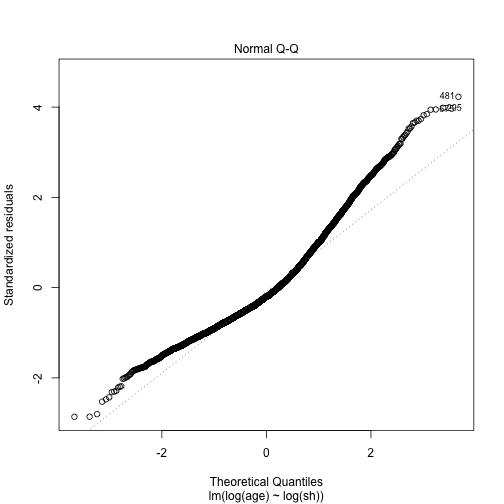 Normal Q-Q
Standardized residuals
4
2
0
-2
481
-2
0
2
Theoretical Quantiles
lm(log(age) ~ log(sh))